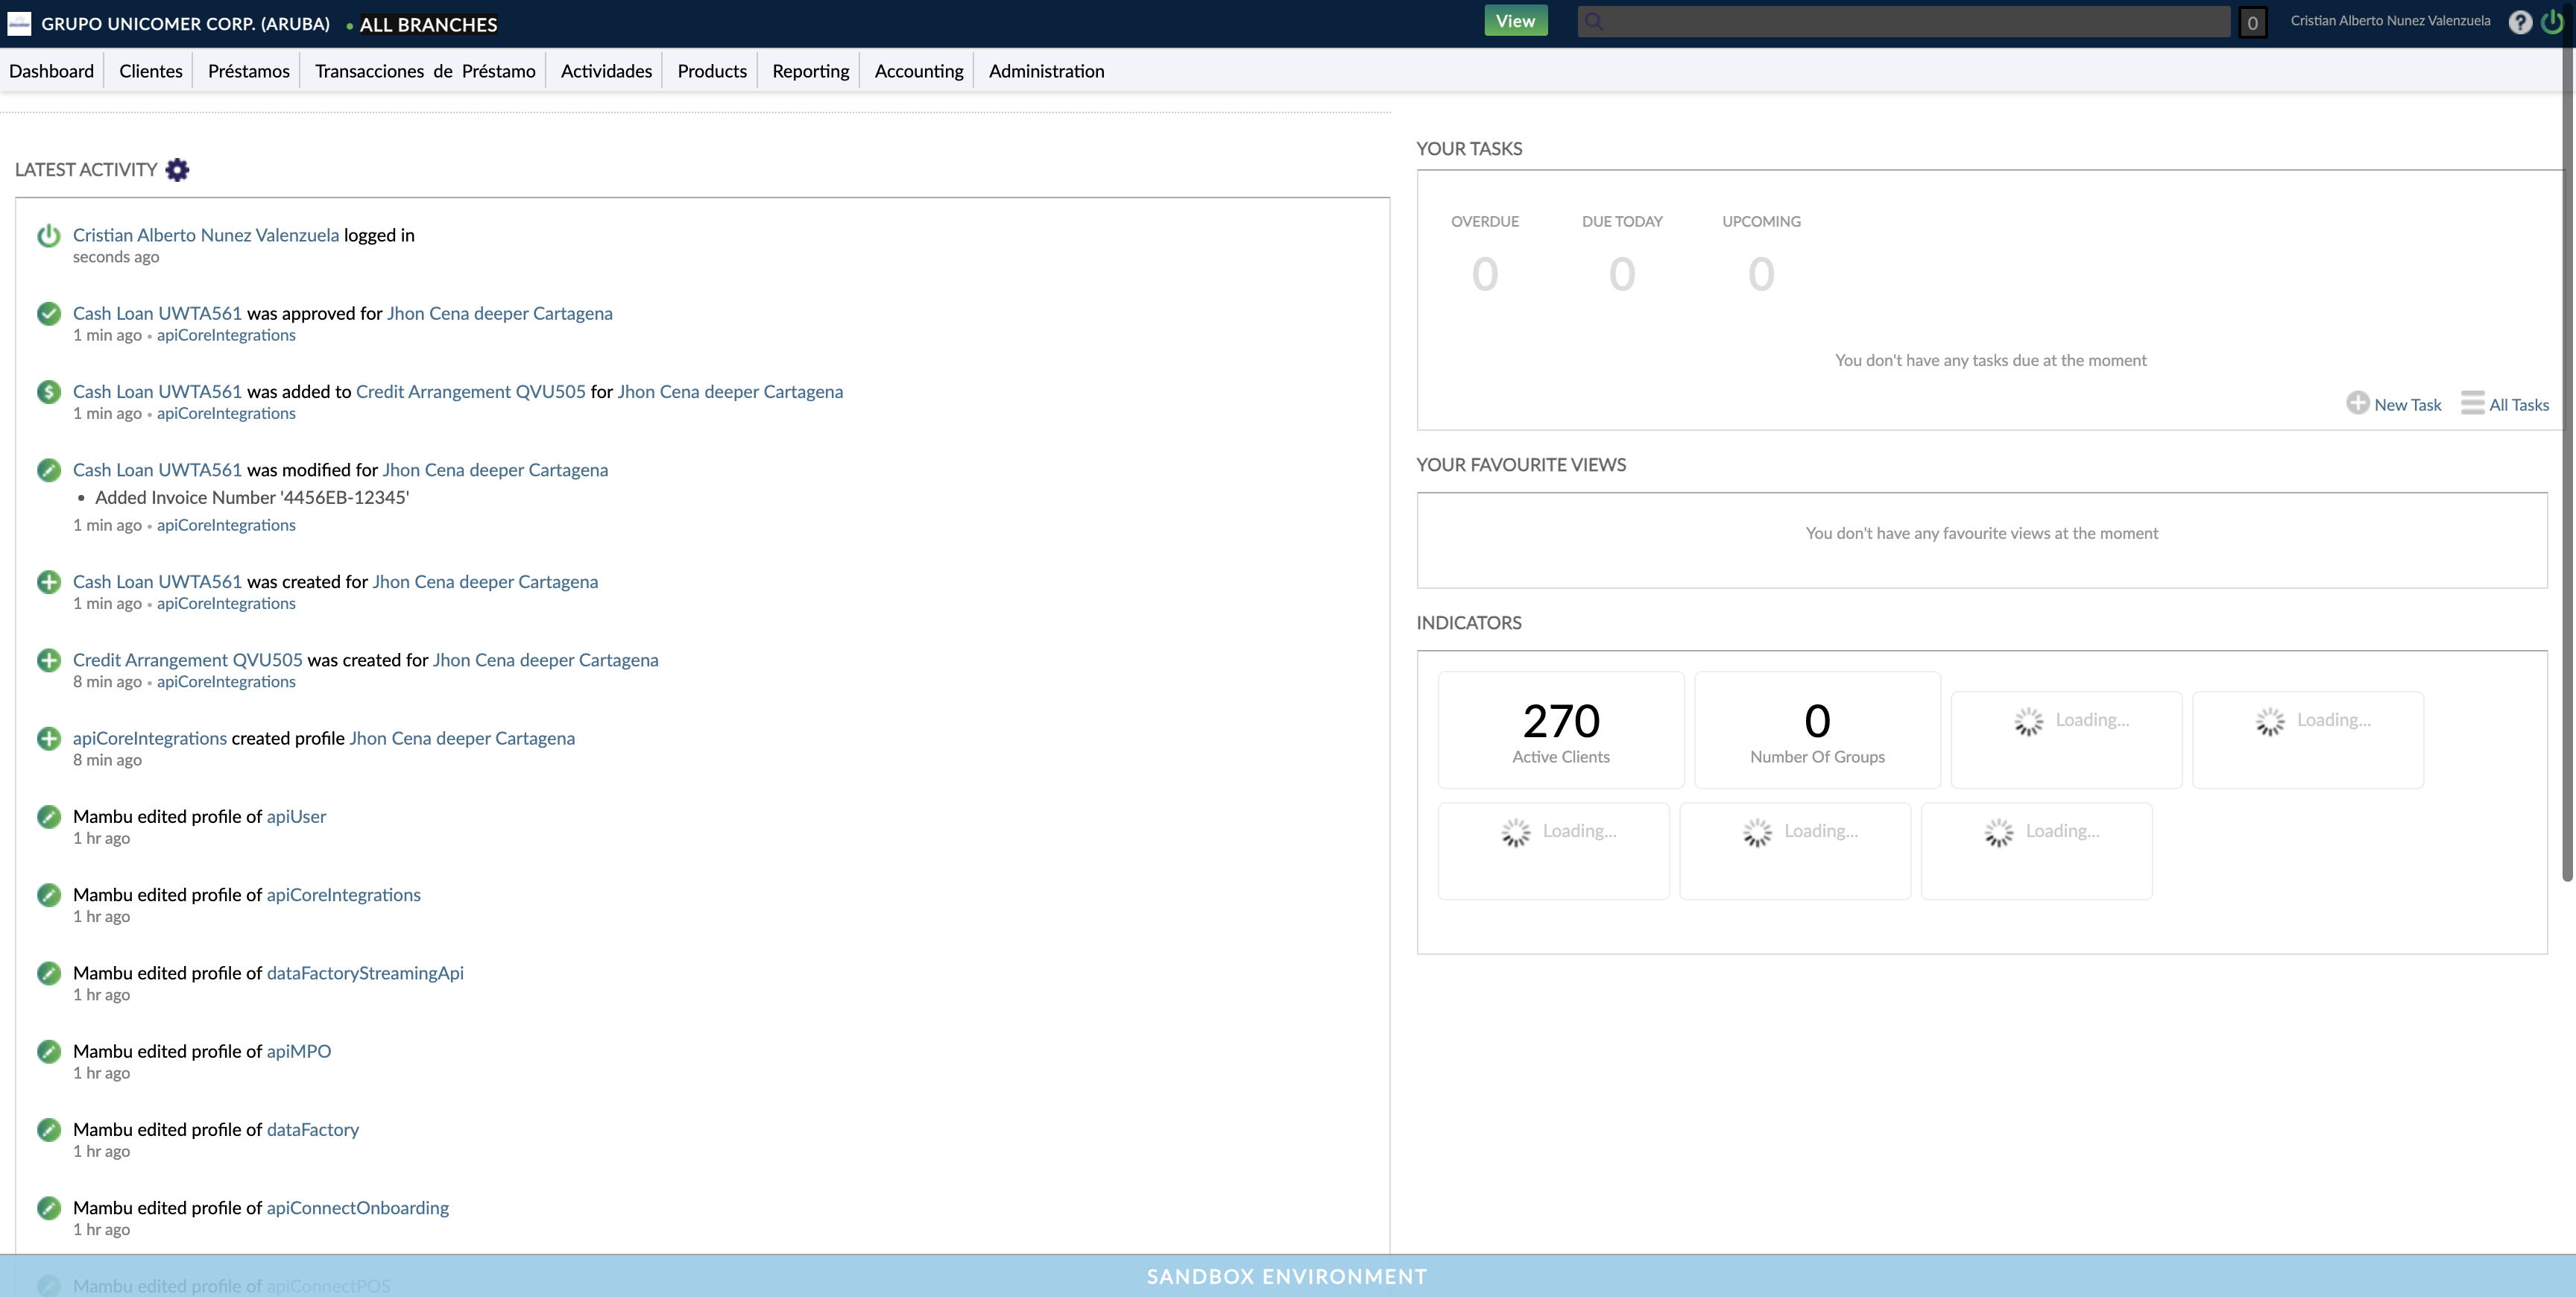 GRUPO UNICOMER CORP. (ARUBA) • ALL BRANCHES
View
0
Cristian Alberto Nunez Valenzuela
?
Dashboard Clientes Préstamos Transacciones de Préstamo Actividades Products Reporting Accounting Administration
LATEST ACTIVITY
Cristian Alberto Nunez Valenzuela logged in
seconds ago
Cash Loan UWTA561 was approved for Jhon Cena deeper Cartagena
1 min ago • apiCoreIntegrations
Cash Loan UWTA561 was added to Credit Arrangement QVU505 for Jhon Cena deeper Cartagena
1 min ago • apiCoreIntegrations
Cash Loan UWTA561 was modified for Jhon Cena deeper Cartagena
• Added Invoice Number '4456EB-12345'
1 min ago • apiCoreIntegrations
Cash Loan UWTA561 was created for Jhon Cena deeper Cartagena
1 min ago • apiCoreIntegrations
Credit Arrangement QVU505 was created for Jhon Cena deeper Cartagena
8 min ago • apiCoreIntegrations
apiCoreIntegrations created profile Jhon Cena deeper Cartagena
8 min ago
Mambu edited profile of apiUser
1 hr ago
Mambu edited profile of apiCoreIntegrations
1 hr ago
Mambu edited profile of dataFactoryStreamingApi
1 hr ago
Mambu edited profile of apiMPO
1 hr ago
Mambu edited profile of dataFactory
1 hr ago
Mambu edited profile of apiConnectOnboarding
1 hr ago
Mambu edited profile of apiConnectPOS
YOUR TASKS
OVERDUE DUE TODAY UPCOMING
0 0 0
You don't have any tasks due at the moment
New Task All Tasks
YOUR FAVOURITE VIEWS
You don't have any favourite views at the moment
INDICATORS
270 0 Loading... Loading...
Active Clients Number Of Groups
Loading... Loading... Loading...
SANDBOX ENVIRONMENT